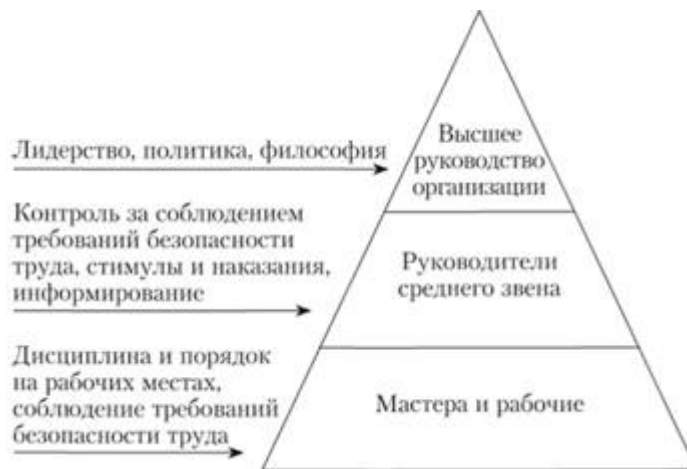 Высшее
руководство
организации
Лидерство, политика, философия
Контроль за соблюдением
требований безопасности
труда, стимулы и наказания,
информирование
Руководители
среднего звена
Дисциплина и порядок
на рабочих местах,
соблюдение требований
безопасности труда
Мастера и рабочие